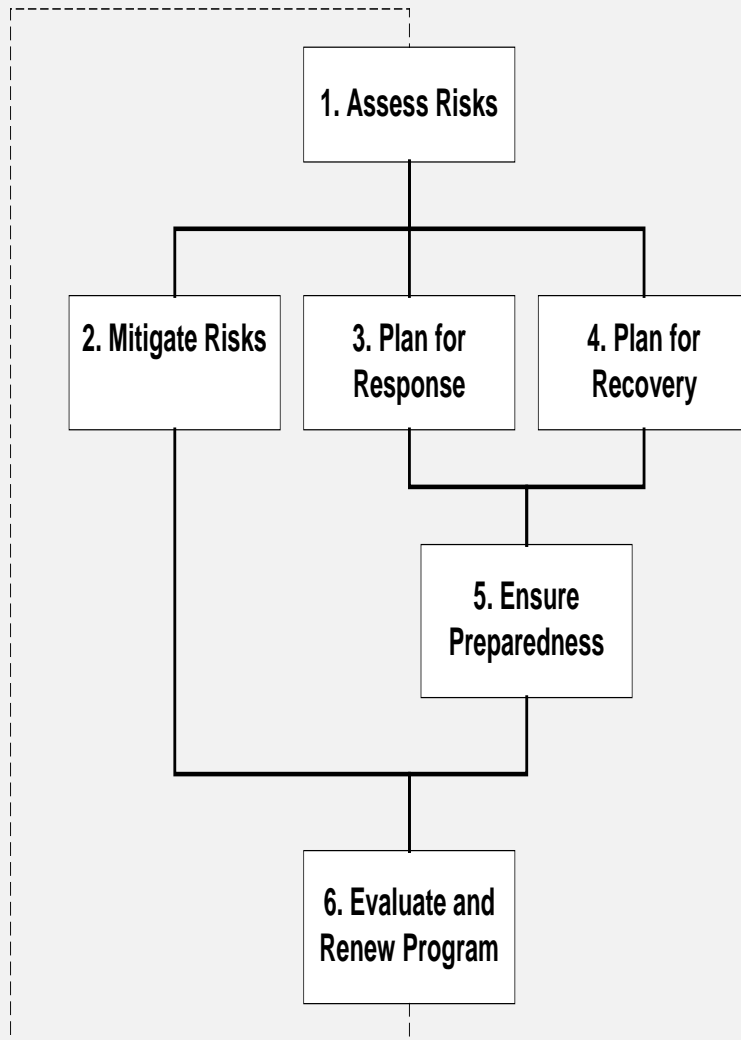 1. Assess Risks
2. Mitigate Risks
3. Plan for
Response
4. Plan for
Recovery
5. Ensure
Preparedness
6. Evaluate and
Renew Program